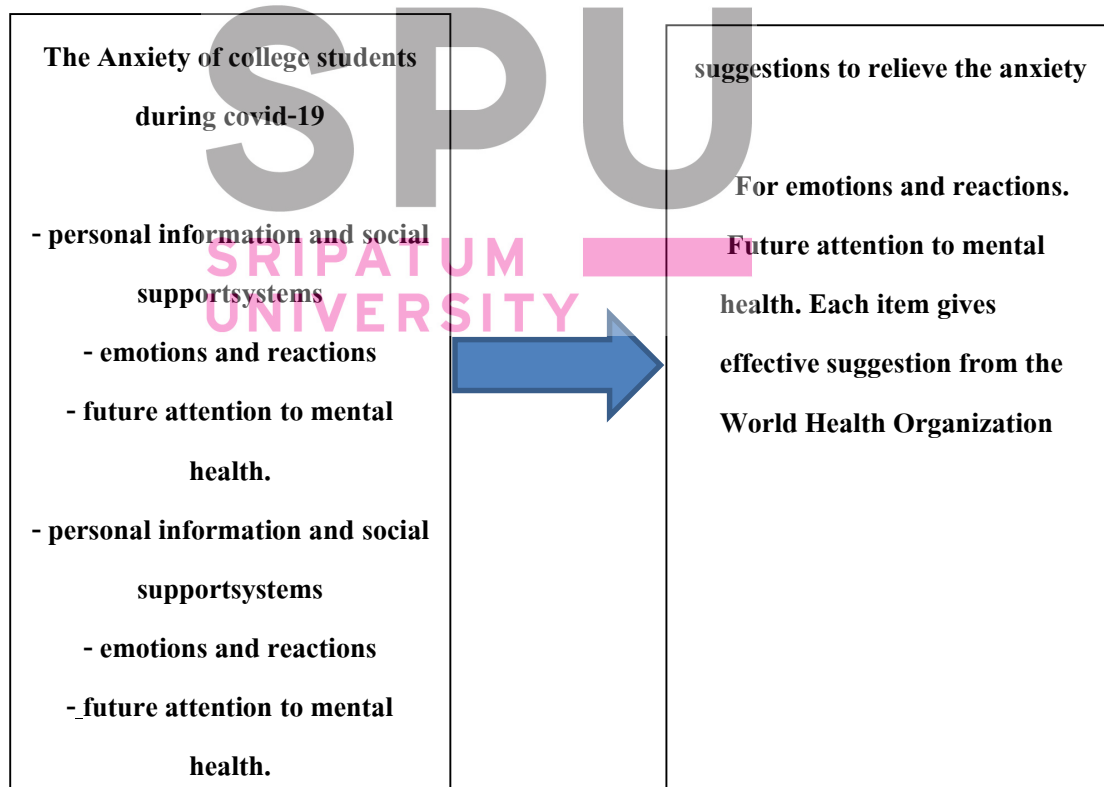 SPU
SRIPATUM
UNIVERSITY
The Anxiety of college students
during covid-19
- personal information and social
supportsystems
- emotions and reactions
- future attention to mental
health.
- personal information and social
supportsystems
- emotions and reactions
- future attention to mental
health.
suggestions to relieve the anxiety
For emotions and reactions.
Future attention to mental
health. Each item gives
effective suggestion from the
World Health Organization